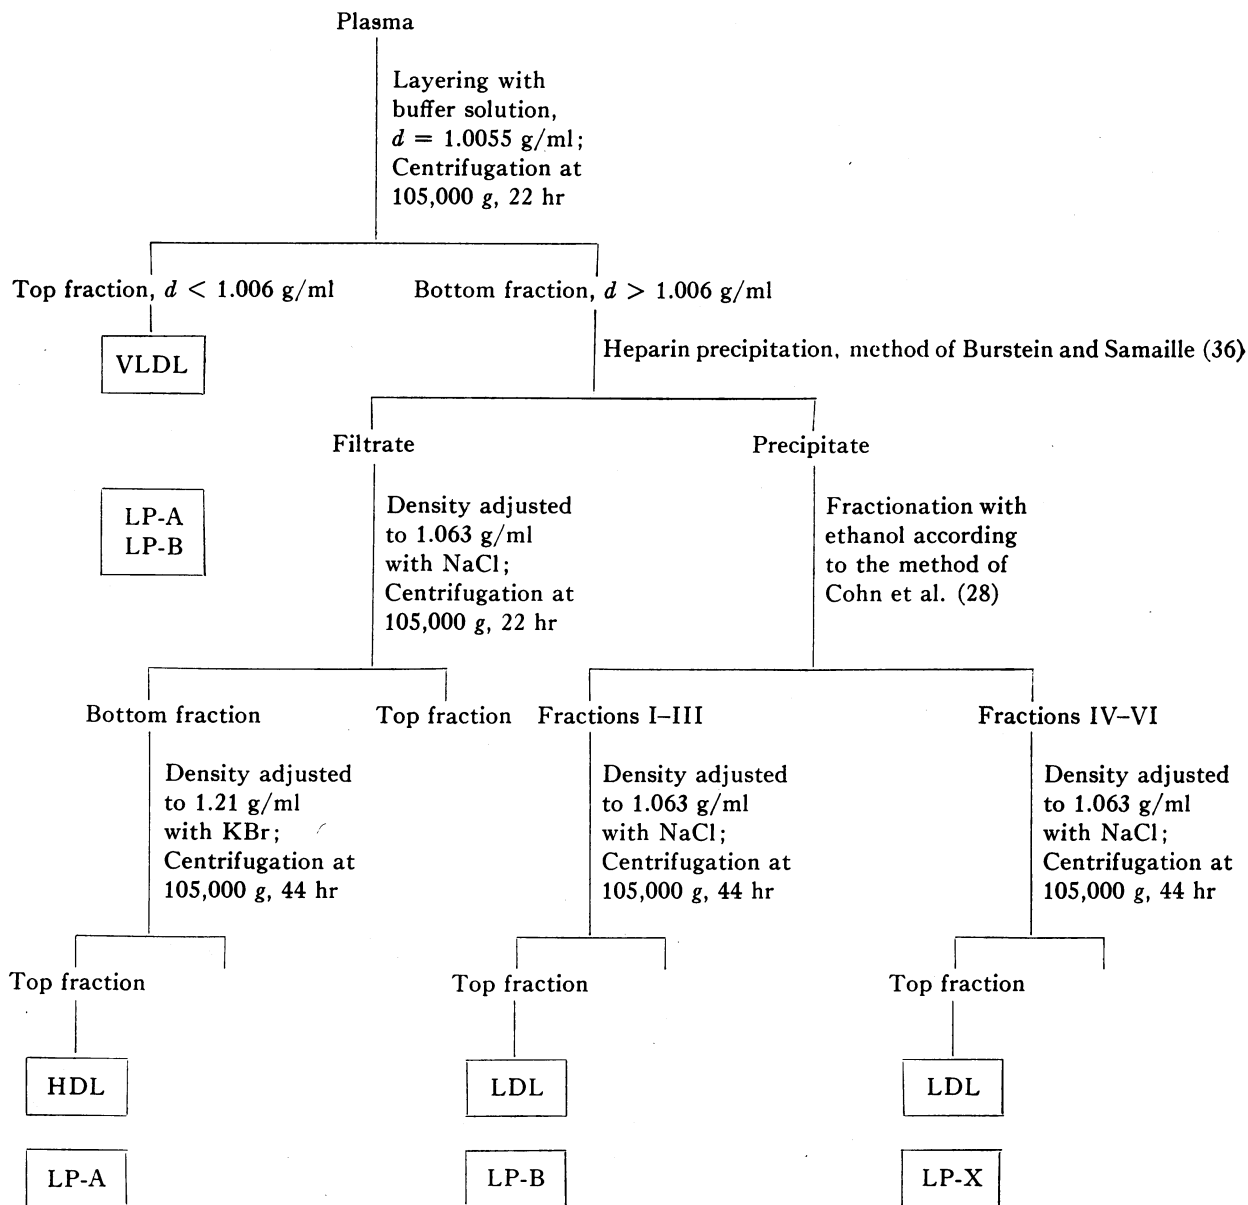 Plasma
Layering with
buffer solution,
d = 1.0055 g/ml;
Centrifugation at
105,000 g, 22 hr
Top fraction, d < 1.006 g/ml
Bottom fraction, d > 1.006 g/ml
VLDL
Heparin precipitation, method of Burstein and Samaille (36)
Filtrate
Precipitate
LP-A
LP-B
Density adjusted
to 1.063 g/ml
with NaCl;
Centrifugation at
105,000 g, 22 hr
Fractionation with
ethanol according
to the method of
Cohn et al. (28)
Bottom fraction
Top fraction
Fractions I–III
Fractions IV–VI
Density adjusted
to 1.21 g/ml
with KBr;
Centrifugation at
105,000 g, 44 hr
Density adjusted
to 1.063 g/ml
with NaCl;
Centrifugation at
105,000 g, 44 hr
Density adjusted
to 1.063 g/ml
with NaCl;
Centrifugation at
105,000 g, 44 hr
Top fraction
Top fraction
Top fraction
HDL
LDL
LDL
LP-A
LP-B
LP-X